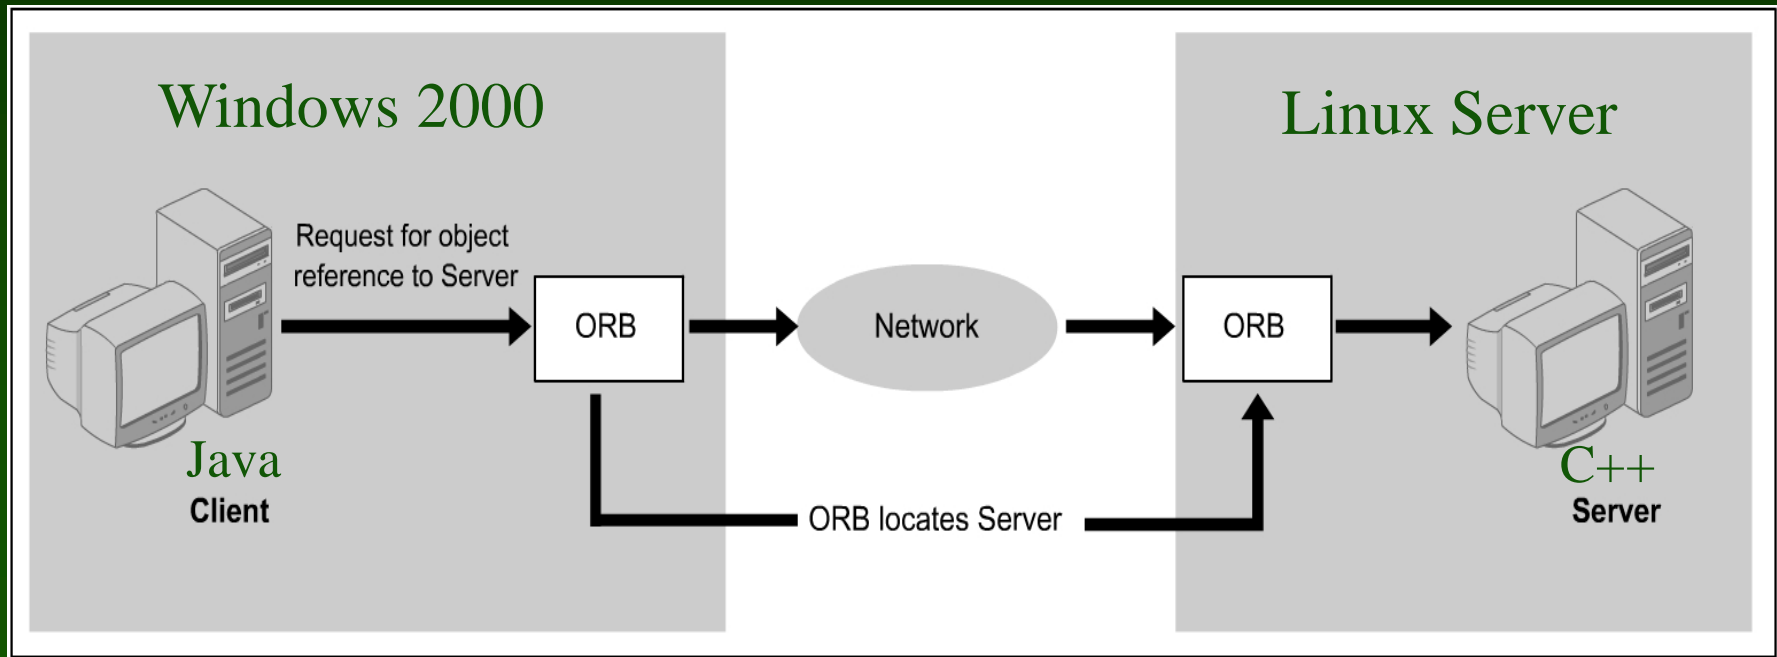 Windows 2000
Linux Server
Request for object
reference to Server
ORB
Network
ORB
Java
Client
C++
Server
ORB locates Server